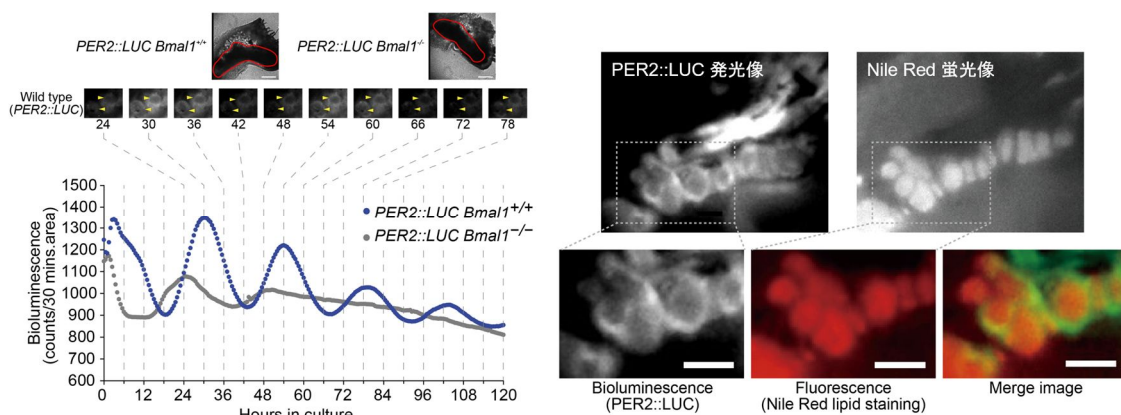 PER2::LUC Bmal1+/+
PER2::LUC Bmal1-/-
Wild type
(PER2::LUC)
24 30 36 42 48 54 60 66 72 78
Bioluminescence
(counts/30 mins.area)
1500
1400
1300
1200
1100
1000
900
800
700
600
PER2::LUC Bmal1+/+
PER2::LUC Bmal1−/−
0 12 24 36 48 60 72 84 96 108 120
Hours in culture
PER2::LUC 発光像
Nile Red 蛍光像
Bioluminescence
(PER2::LUC)
Fluorescence
(Nile Red lipid staining)
Merge image